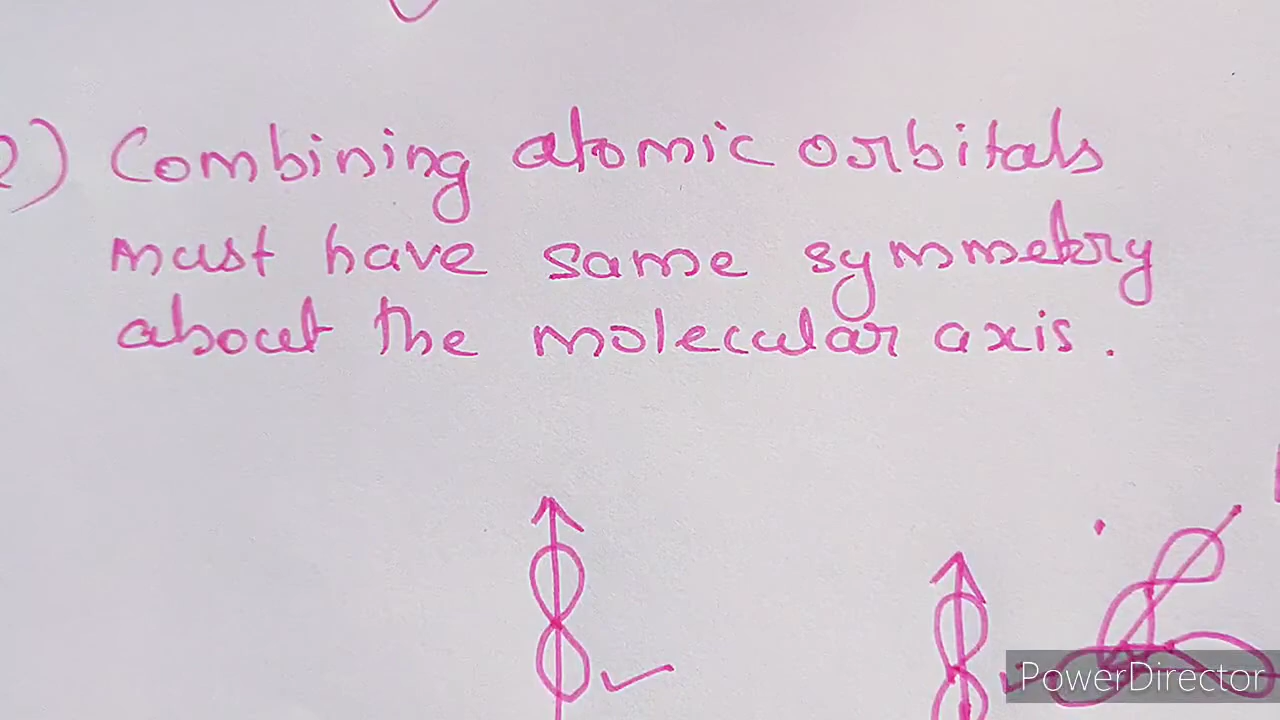 2) Combining atomic orbitals
must have same symmetry
about the molecular axis.
PowerDirector